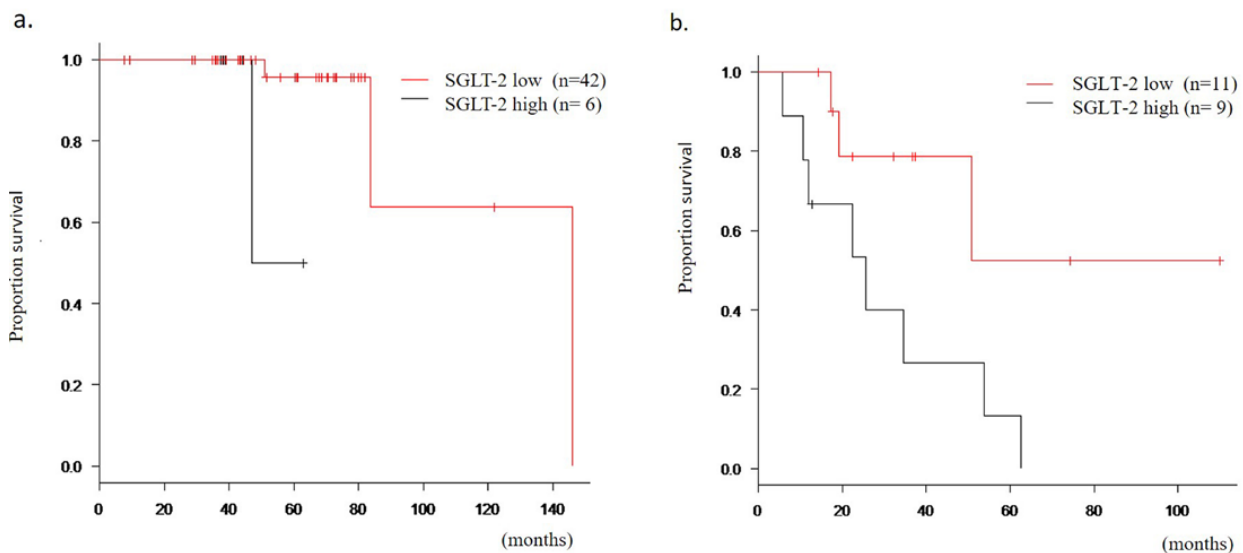 a.
1.0
0.8
0.6
0.4
0.2
0.0
Proportion survival
SGLT-2 low (n=42)
SGLT-2 high (n= 6)
0 20 40 60 80 100 120 140
(months)
b.
1.0
0.8
0.6
0.4
0.2
0.0
Proportion survival
SGLT-2 low (n=11)
SGLT-2 high (n= 9)
0 20 40 60 80 100
(months)